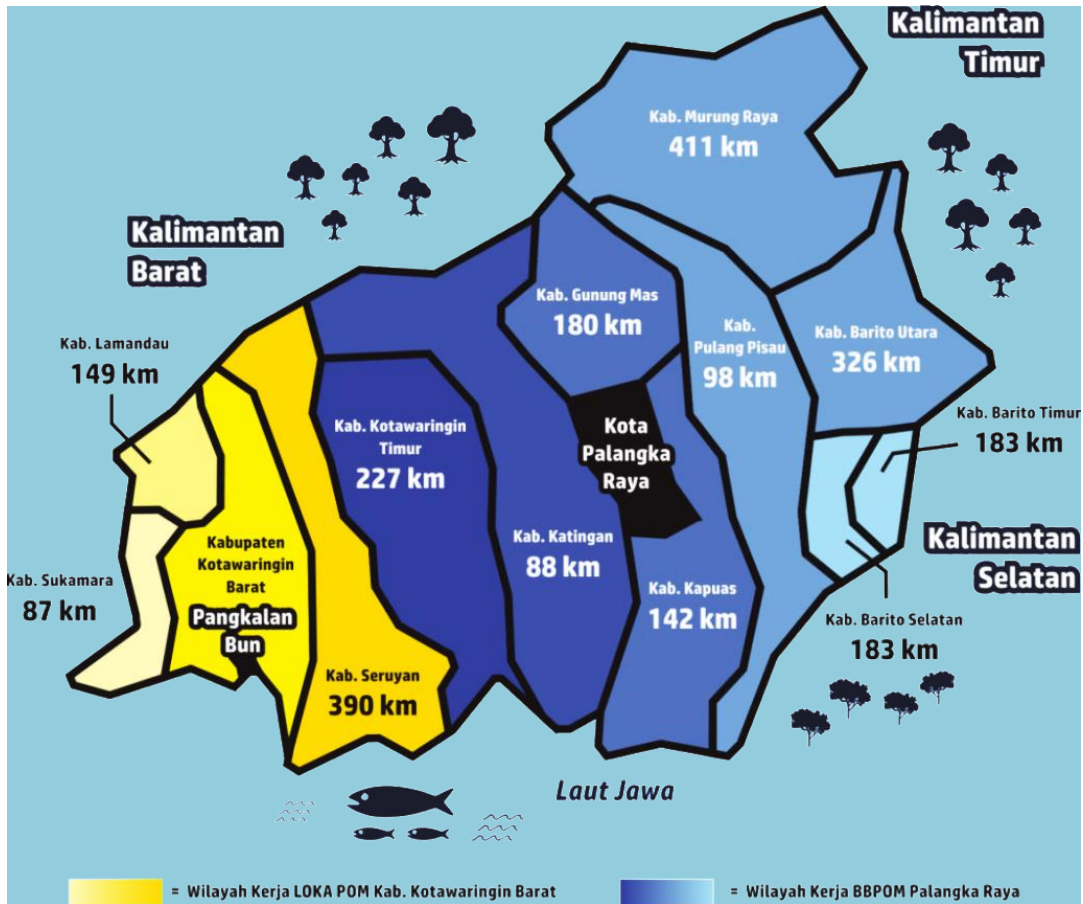 Kalimantan
Timur
Kab. Murung Raya
411 km
Kalimantan
Barat
Kab. Gunung Mas
180 km
Kab.
Pulang Pisau
98 km
Kab. Barito Utara
326 km
Kab. Lamandau
149 km
Kab. Barito Timur
183 km
Kab. Kotawaringin
Timur
227 km
Kota
Palangka
Raya
Kab. Katingan
88 km
Kalimantan
Selatan
Kabupaten
Kotawaringin
Barat
Pangkalan
Bun
Kab. Sukamara
87 km
Kab. Kapuas
142 km
Kab. Barito Selatan
183 km
Kab. Seruyan
390 km
Laut Jawa
= Wilayah Kerja LOKA POM Kab. Kotawaringin Barat
= Wilayah Kerja BBPOM Palangka Raya